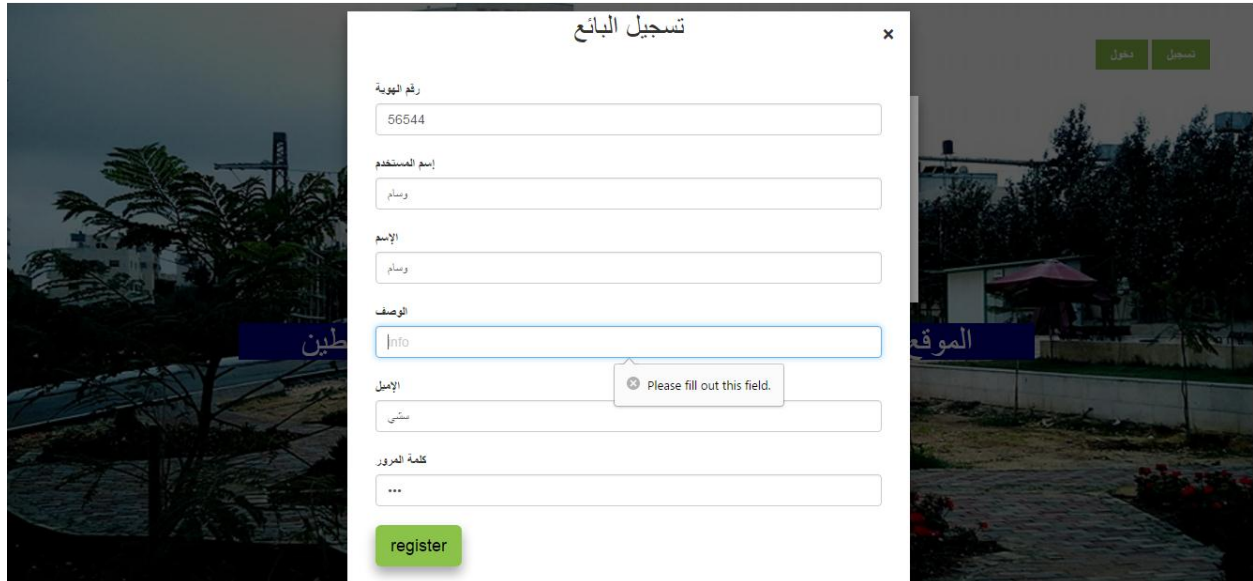 تسجيل البائع
×
تسجيل
دخول
رقم الهوية
56544
إسم المستخدم
وسام
الإسم
وسام
الوصف
info
الموقع
طين
Please fill out this field.
الإميل
كلمة المرور
•••
register